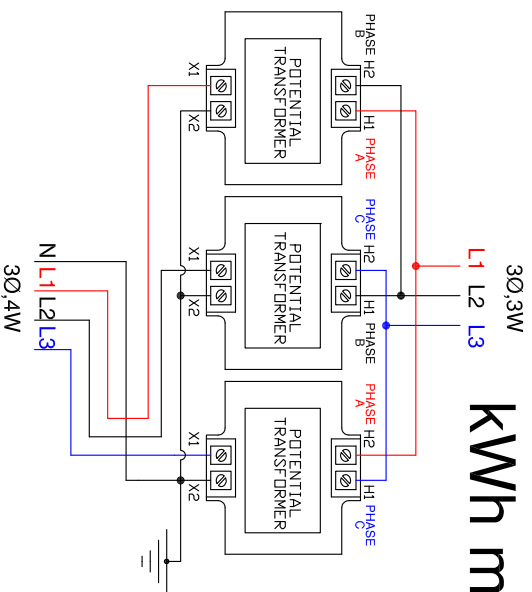 kWh m
3Ø,3W
L1
L2
L3
PHASE B
H2
H1
PHASE A
POTENTIAL
TRANSFORMER
X1
X2
PHASE C
H2
H1
PHASE B
POTENTIAL
TRANSFORMER
X1
X2
PHASE A
H2
H1
PHASE C
POTENTIAL
TRANSFORMER
X1
X2
N
L1
L2
L3
3Ø,4W